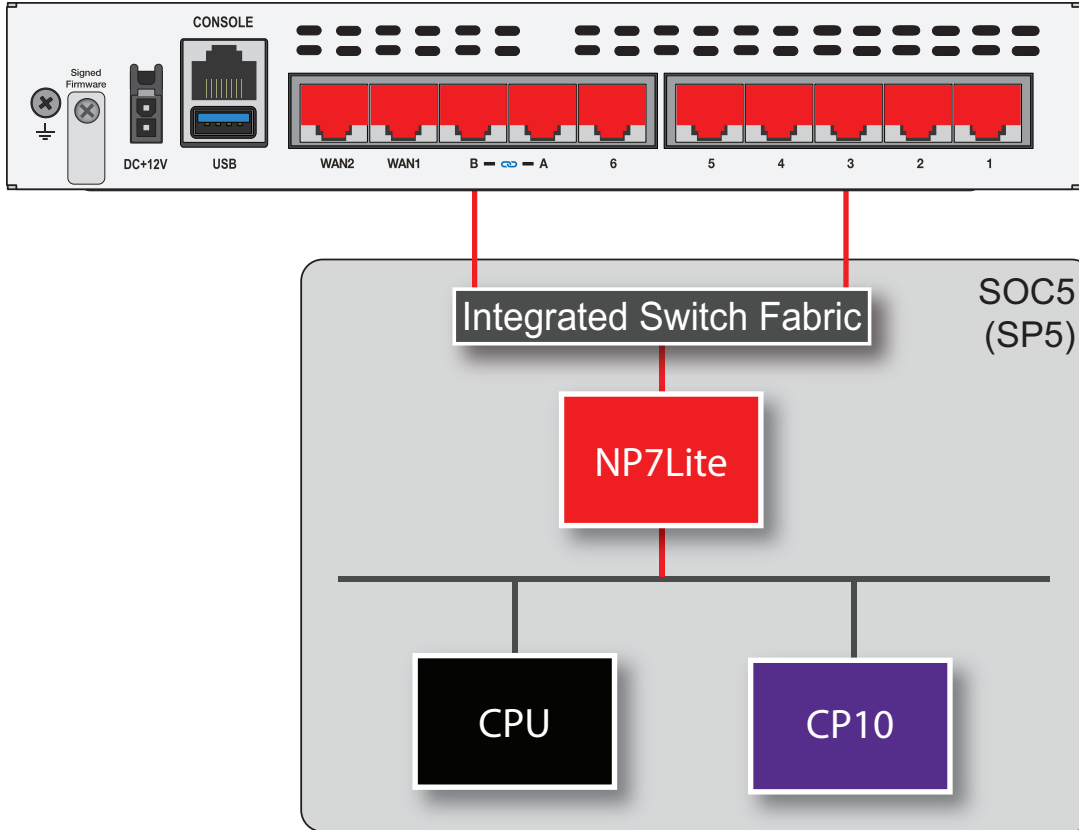 CONSOLE
Signed
Firmware
DC+12V
USB
WAN2
WAN1
B
A
6
5
4
3
2
1
SOC5
(SP5)
Integrated Switch Fabric
NP7Lite
CPU
CP10